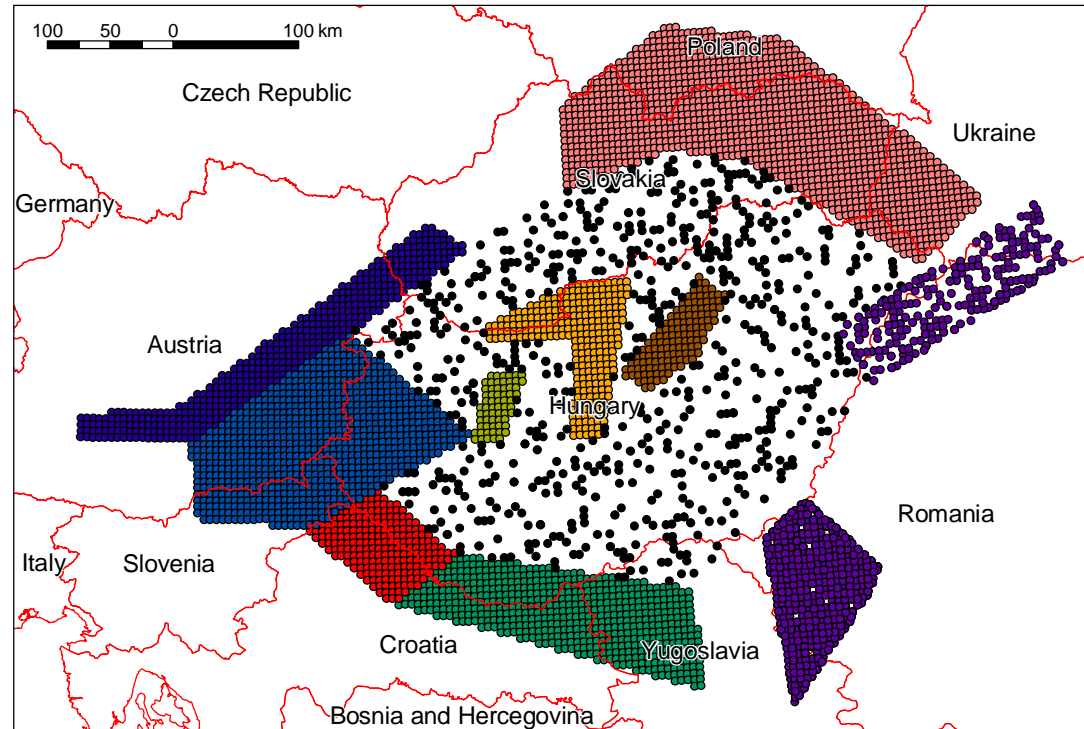 100 50 0 100 km
Poland
Czech Republic
Ukraine
Slovakia
Germany
Austria
Hungary
Romania
Italy
Slovenia
Croatia
Yugoslavia
Bosnia and Hercegovina